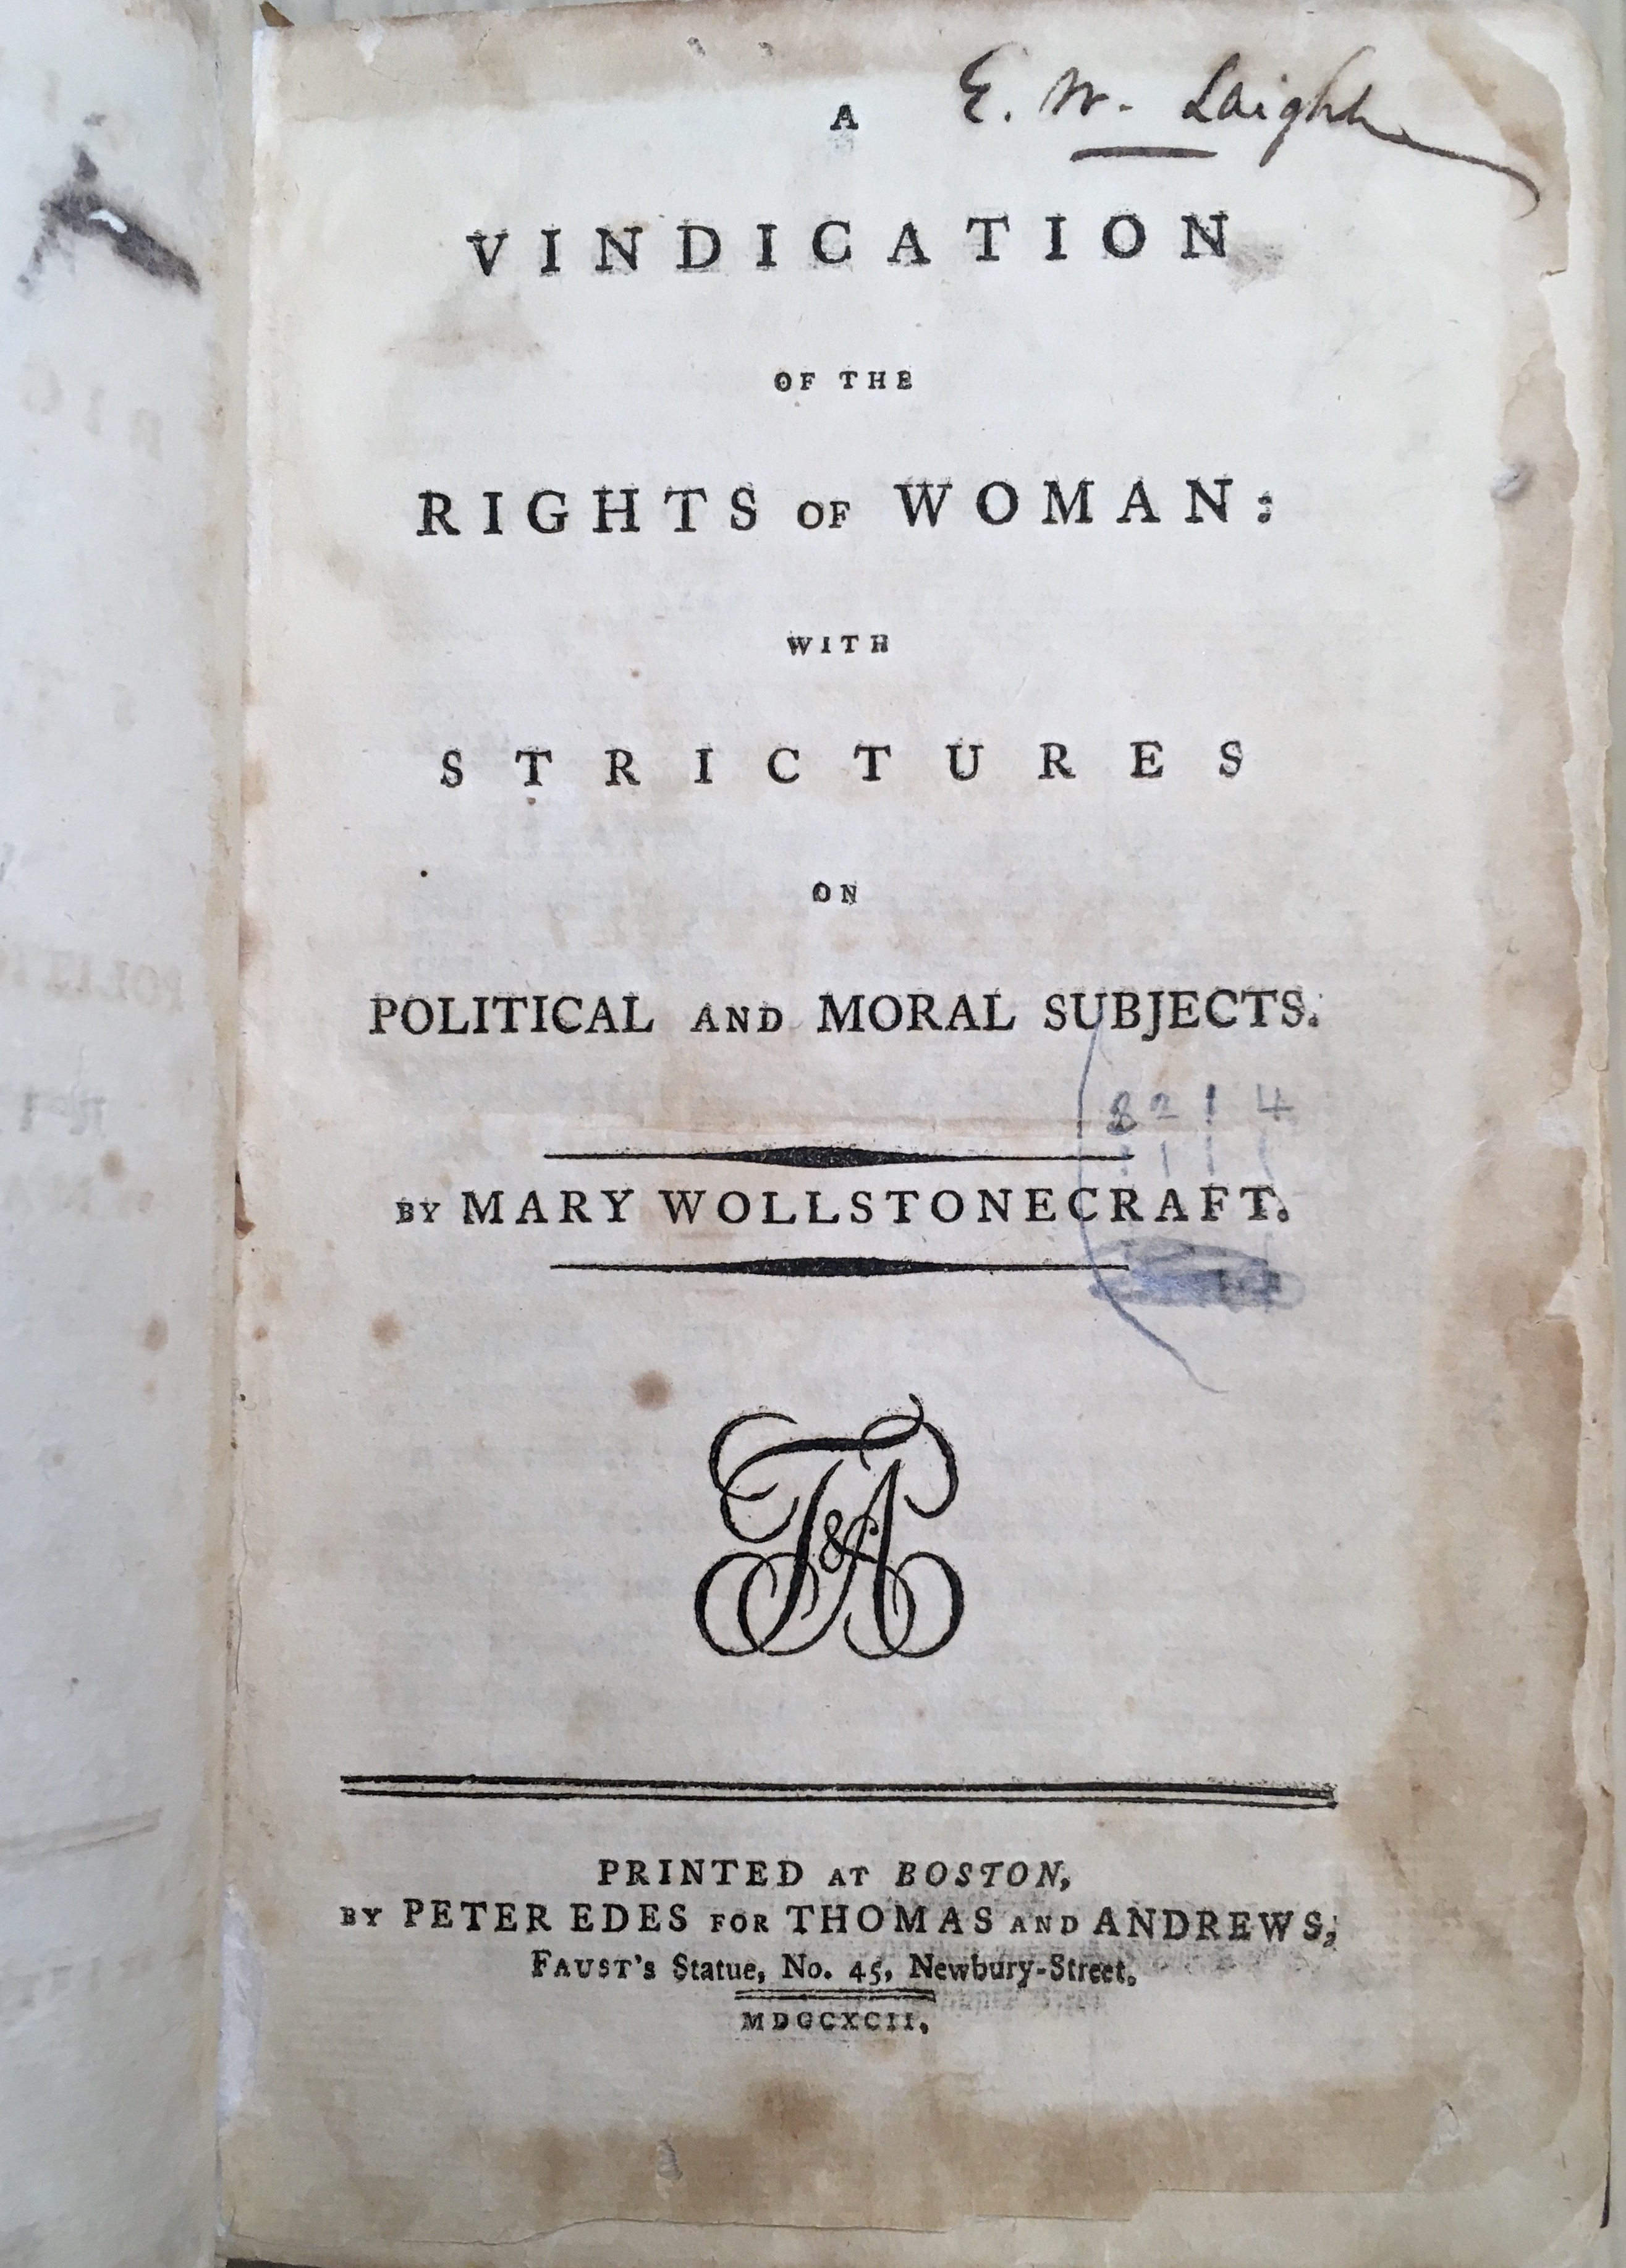 E. W. Laight
A
VINDICATION
OF THE
RIGHTS OF WOMAN:
WITH
STRICTURES
ON
POLITICAL AND MORAL SUBJECTS.
8214
BY MARY WOLLSTONECRAFT.
T&A
PRINTED AT BOSTON,
BY PETER EDES FOR THOMAS AND ANDREWS,
FAUST's Statue, No. 45, Newbury-Street.
MDCCXCII.